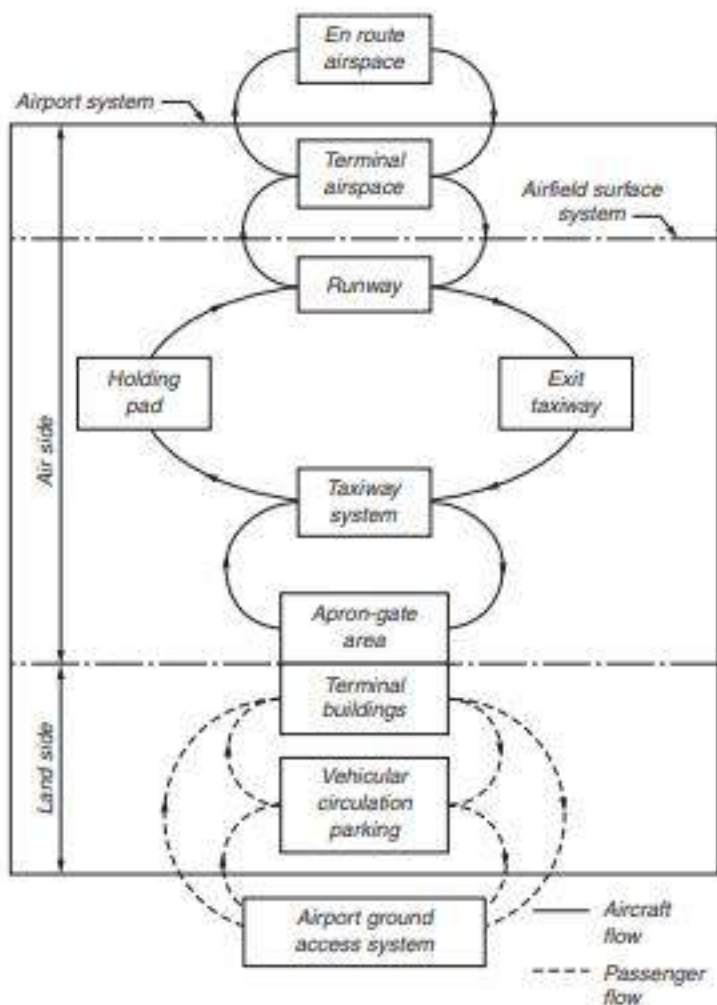 En route
airspace
Airport system
Terminal
airspace
Airfield surface
system
Runway
Holding
pad
Exit
taxiway
Air side
Taxiway
system
Apron-gate
area
Terminal
buildings
Land side
Vehicular
circulation
parking
Airport ground
access system
Aircraft
flow
Passenger
flow